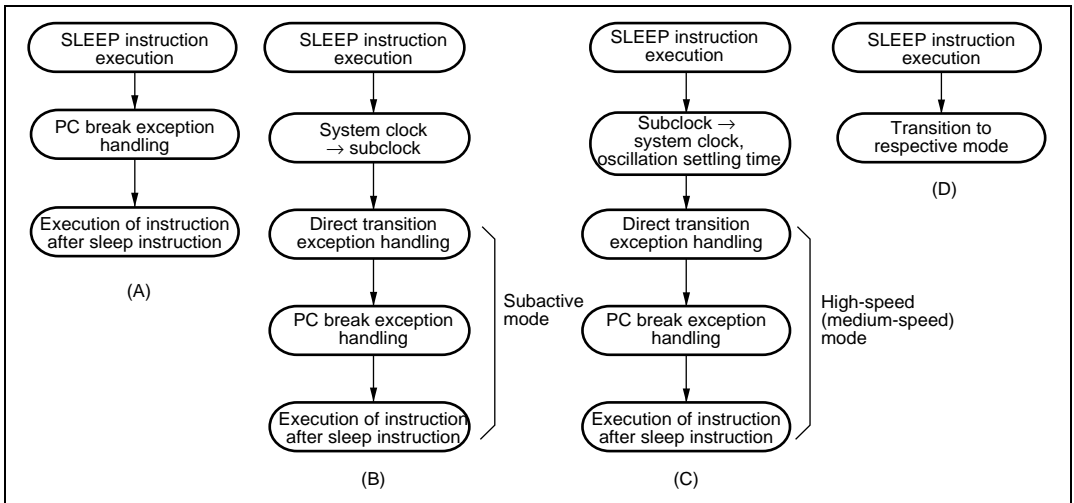 SLEEP instruction
execution
PC break exception
handling
Execution of instruction
after sleep instruction
(A)
SLEEP instruction
execution
System clock
→ subclock
Direct transition
exception handling
PC break exception
handling
Execution of instruction
after sleep instruction
Subactive
mode
(B)
SLEEP instruction
execution
Subclock →
system clock,
oscillation settling time
Direct transition
exception handling
PC break exception
handling
Execution of instruction
after sleep instruction
High-speed
(medium-speed)
mode
(C)
SLEEP instruction
execution
Transition to
respective mode
(D)